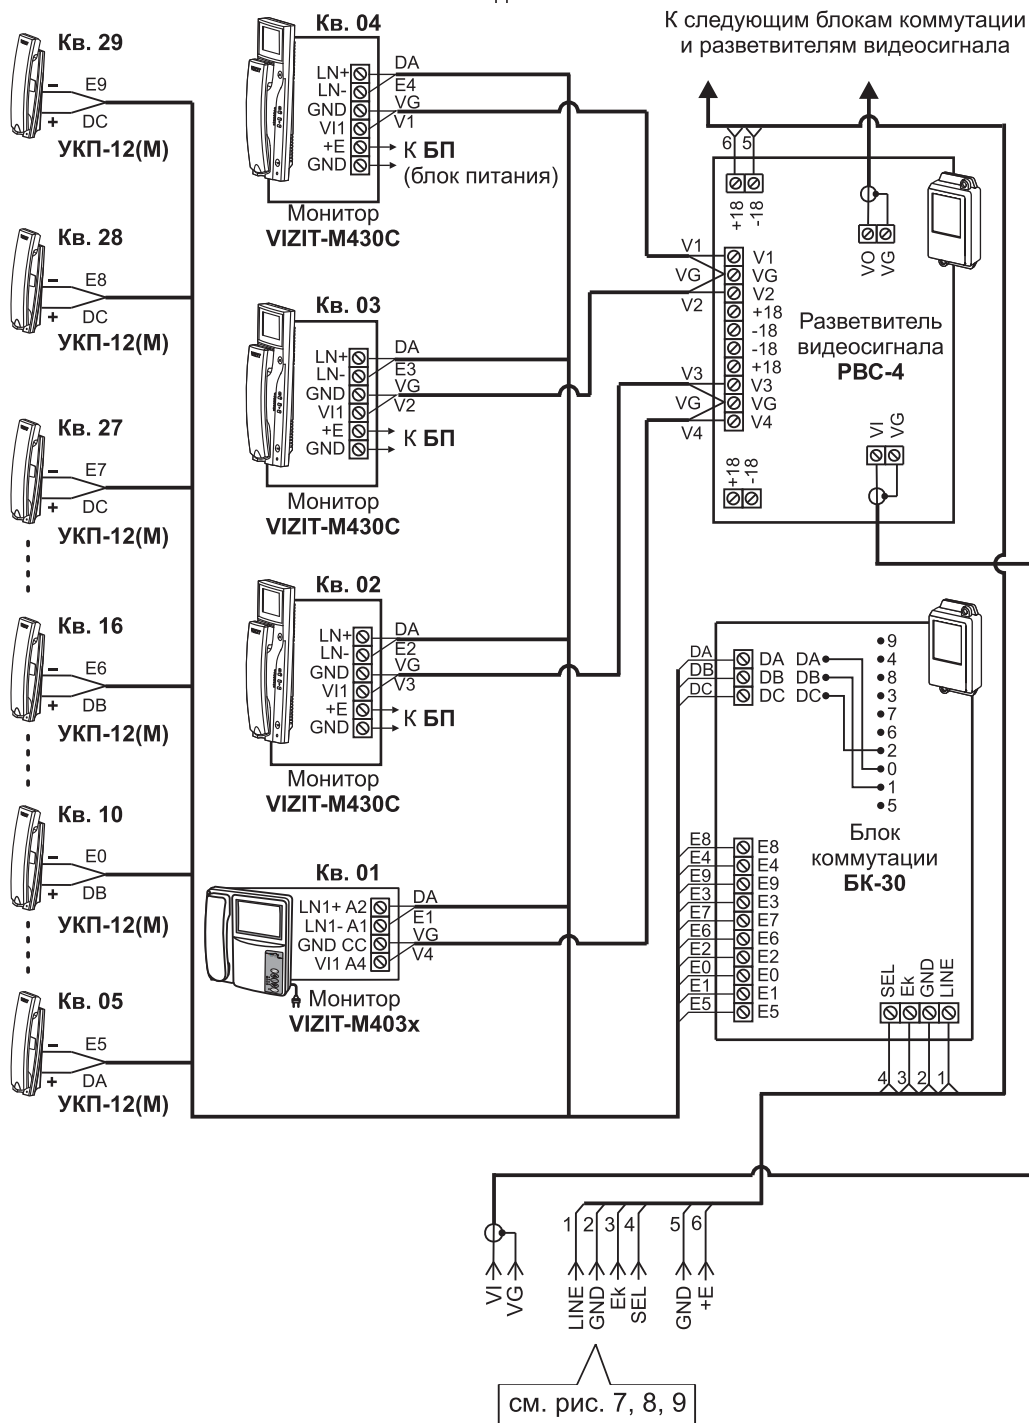 К следующим блокам коммутации
и разветвителям видеосигнала
Кв. 29
E9
−
+
DC
УКП-12(М)
Кв. 28
E8
−
+
DC
УКП-12(М)
Кв. 27
E7
−
+
DC
УКП-12(М)
Кв. 16
E6
−
+
DB
УКП-12(М)
Кв. 10
E0
−
+
DB
УКП-12(М)
Кв. 05
E5
−
+
DA
УКП-12(М)
Кв. 04
LN+ DA
LN- E4
GND VG
VI1 V1
+E К БП
GND (блок питания)
Монитор
VIZIT-M430C
Кв. 03
LN+ DA
LN- E3
GND VG
VI1 V2
+E К БП
GND
Монитор
VIZIT-M430C
Кв. 02
LN+ DA
LN- E2
GND VG
VI1 V3
+E К БП
GND
Монитор
VIZIT-M430C
Кв. 01
LN1+ A2 DA
LN1- A1 E1
GND CC VG
VI1 A4 V4
Монитор
VIZIT-M403x
6 5
+18 -18
VO VG
V1 V1
VG VG
V2 V2
+18
-18
-18
+18
V3 V3
VG VG
V4 V4
Разветвитель
видеосигнала
РВС-4
VI VG
+18 -18
DA DA DA
DB DB DB
DC DC DC
9
4
8
3
7
6
2
0
1
5
Блок
коммутации
БК-30
E8 E8
E4 E4
E9 E9
E3 E3
E7 E7
E6 E6
E2 E2
E0 E0
E1 E1
E5 E5
SEL Ek GND LINE
4 3 2 1
1 2 3 4 5 6
VI VG
LINE GND Ek SEL GND +E
см. рис. 7, 8, 9